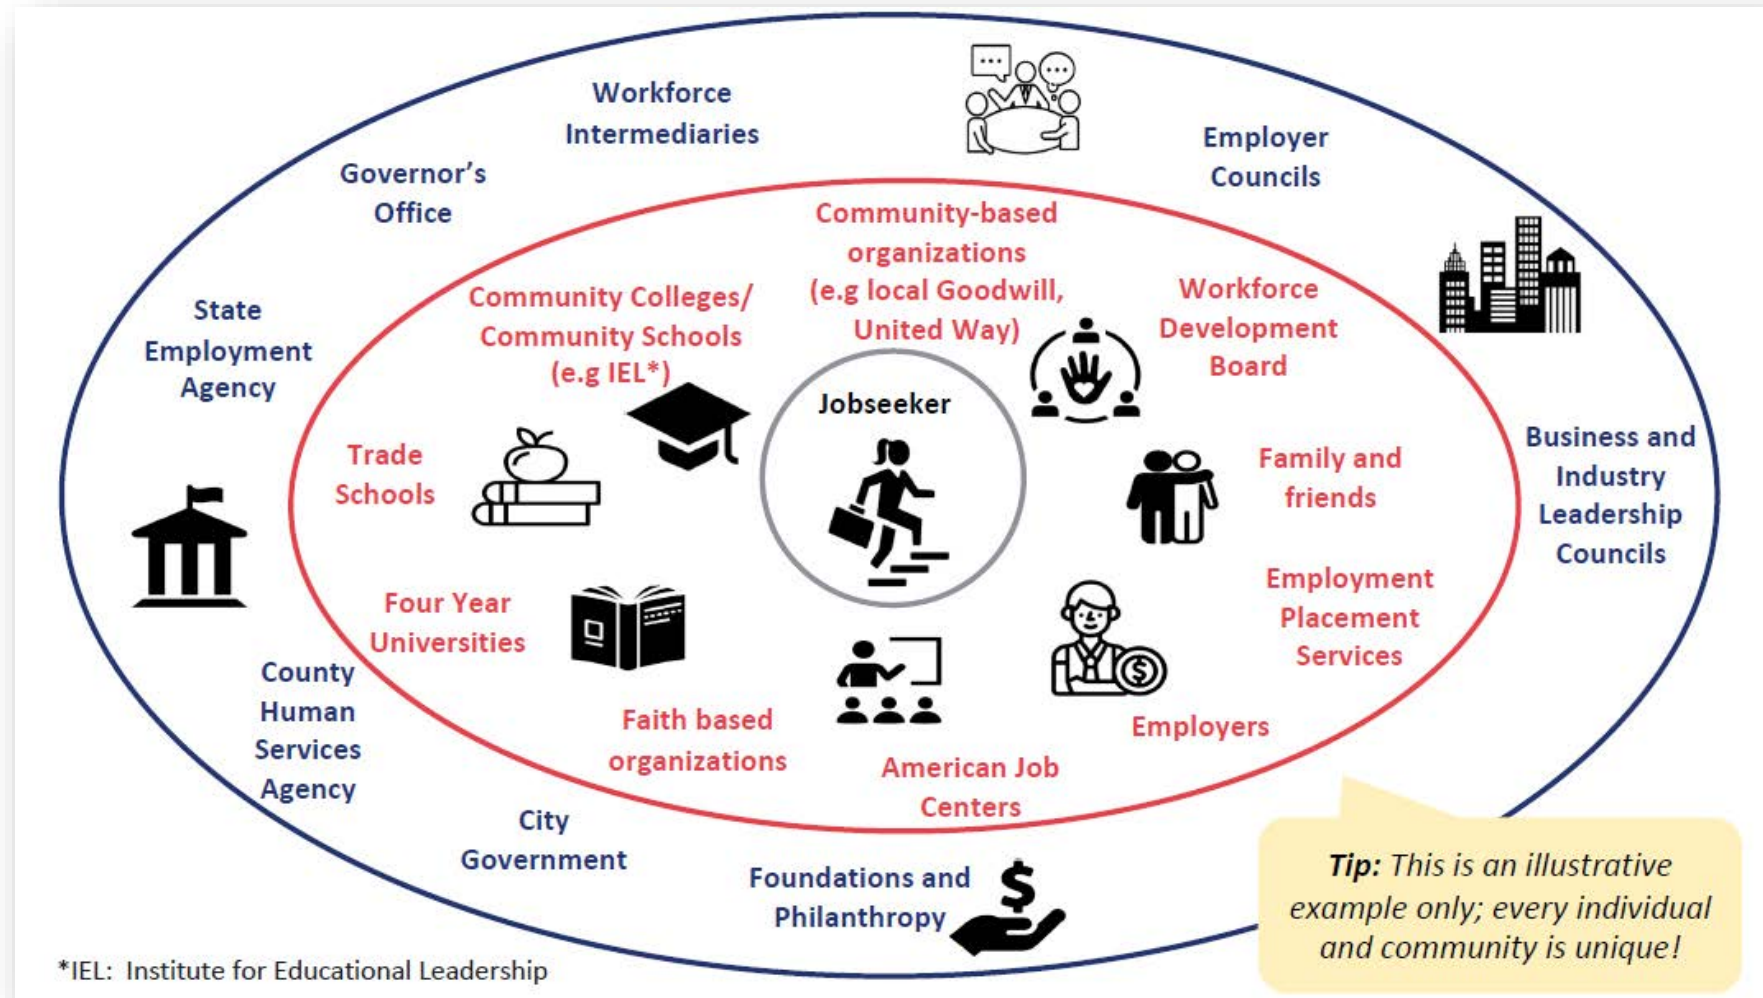 Workforce
Intermediaries
Governor's
Office
Employer
Councils
State
Employment
Agency
Community Colleges/
Community Schools
(e.g IEL*)
Community-based
organizations
(e.g local Goodwill,
United Way)
Workforce
Development
Board
Jobseeker
Trade
Schools
Family and
friends
Business and
Industry
Leadership
Councils
Four Year
Universities
Employment
Placement
Services
County
Human
Services
Agency
Faith based
organizations
American Job
Centers
Employers
City
Government
Foundations and
Philanthropy
$
$
Tip: This is an illustrative
example only; every individual
and community is unique!
*IEL: Institute for Educational Leadership